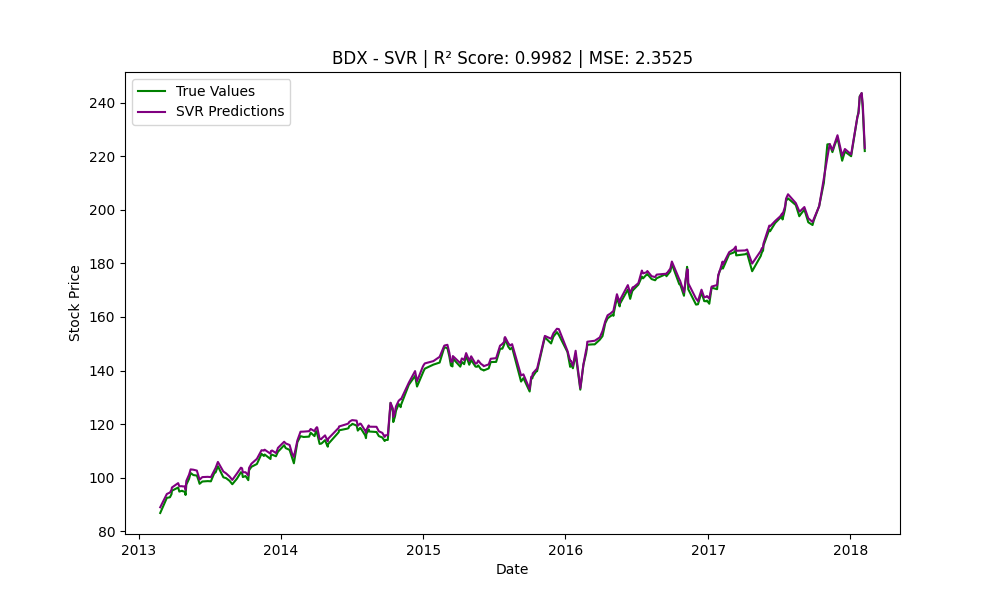 BDX - SVR | R² Score: 0.9982 | MSE: 2.3525
True Values
SVR Predictions
240
220
200
180
160
140
120
100
80
Stock Price
2013 2014 2015 2016 2017 2018
Date